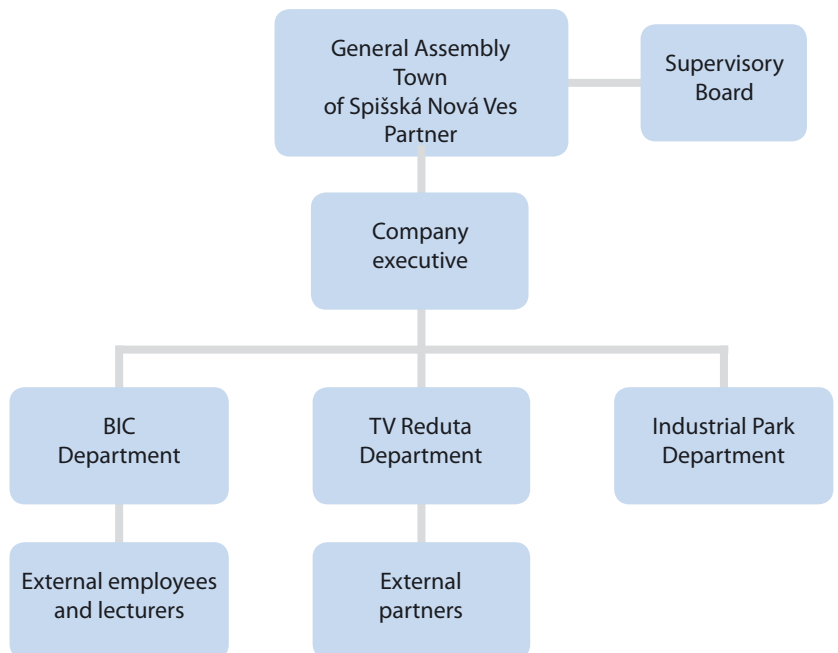 General Assembly
Town
of Spišská Nová Ves
Partner
Supervisory
Board
Company
executive
BIC
Department
TV Reduta
Department
Industrial Park
Department
External employees
and lecturers
External
partners